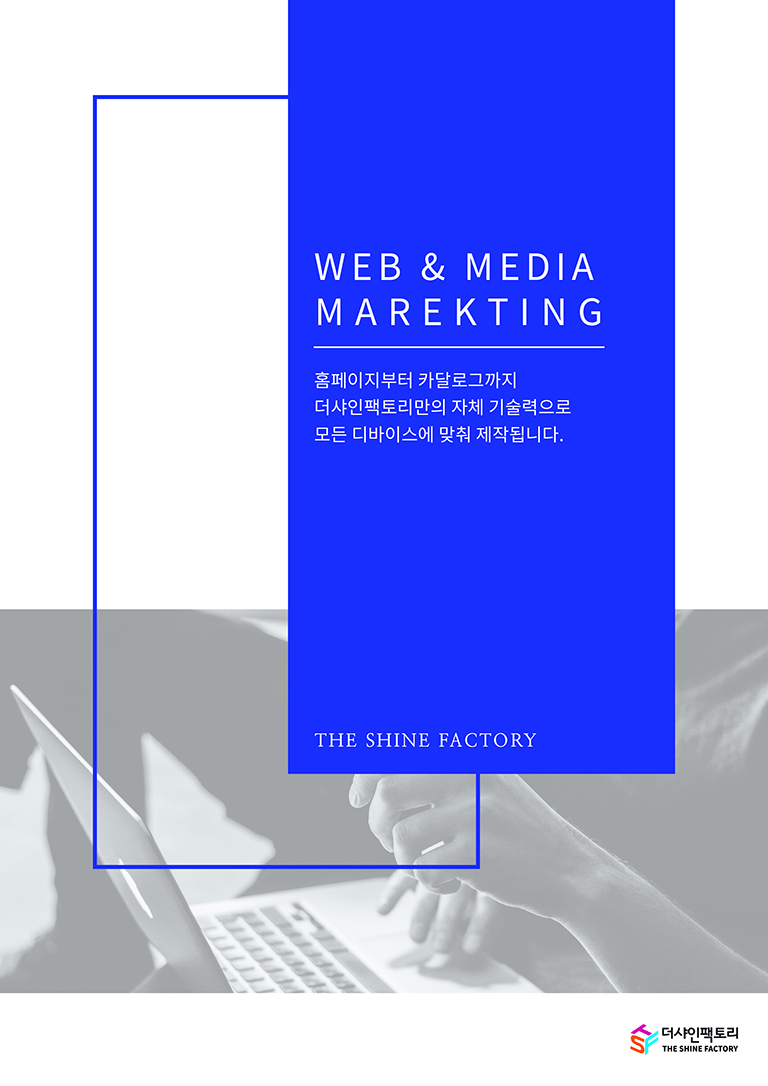 WEB & MEDIA
MAREKTING
홈페이지부터 카달로그까지
더샤인팩토리만의 자체 기술력으로
모든 디바이스에 맞춰 제작됩니다.
THE SHINE FACTORY
TSF
더샤인팩토리
THE SHINE FACTORY